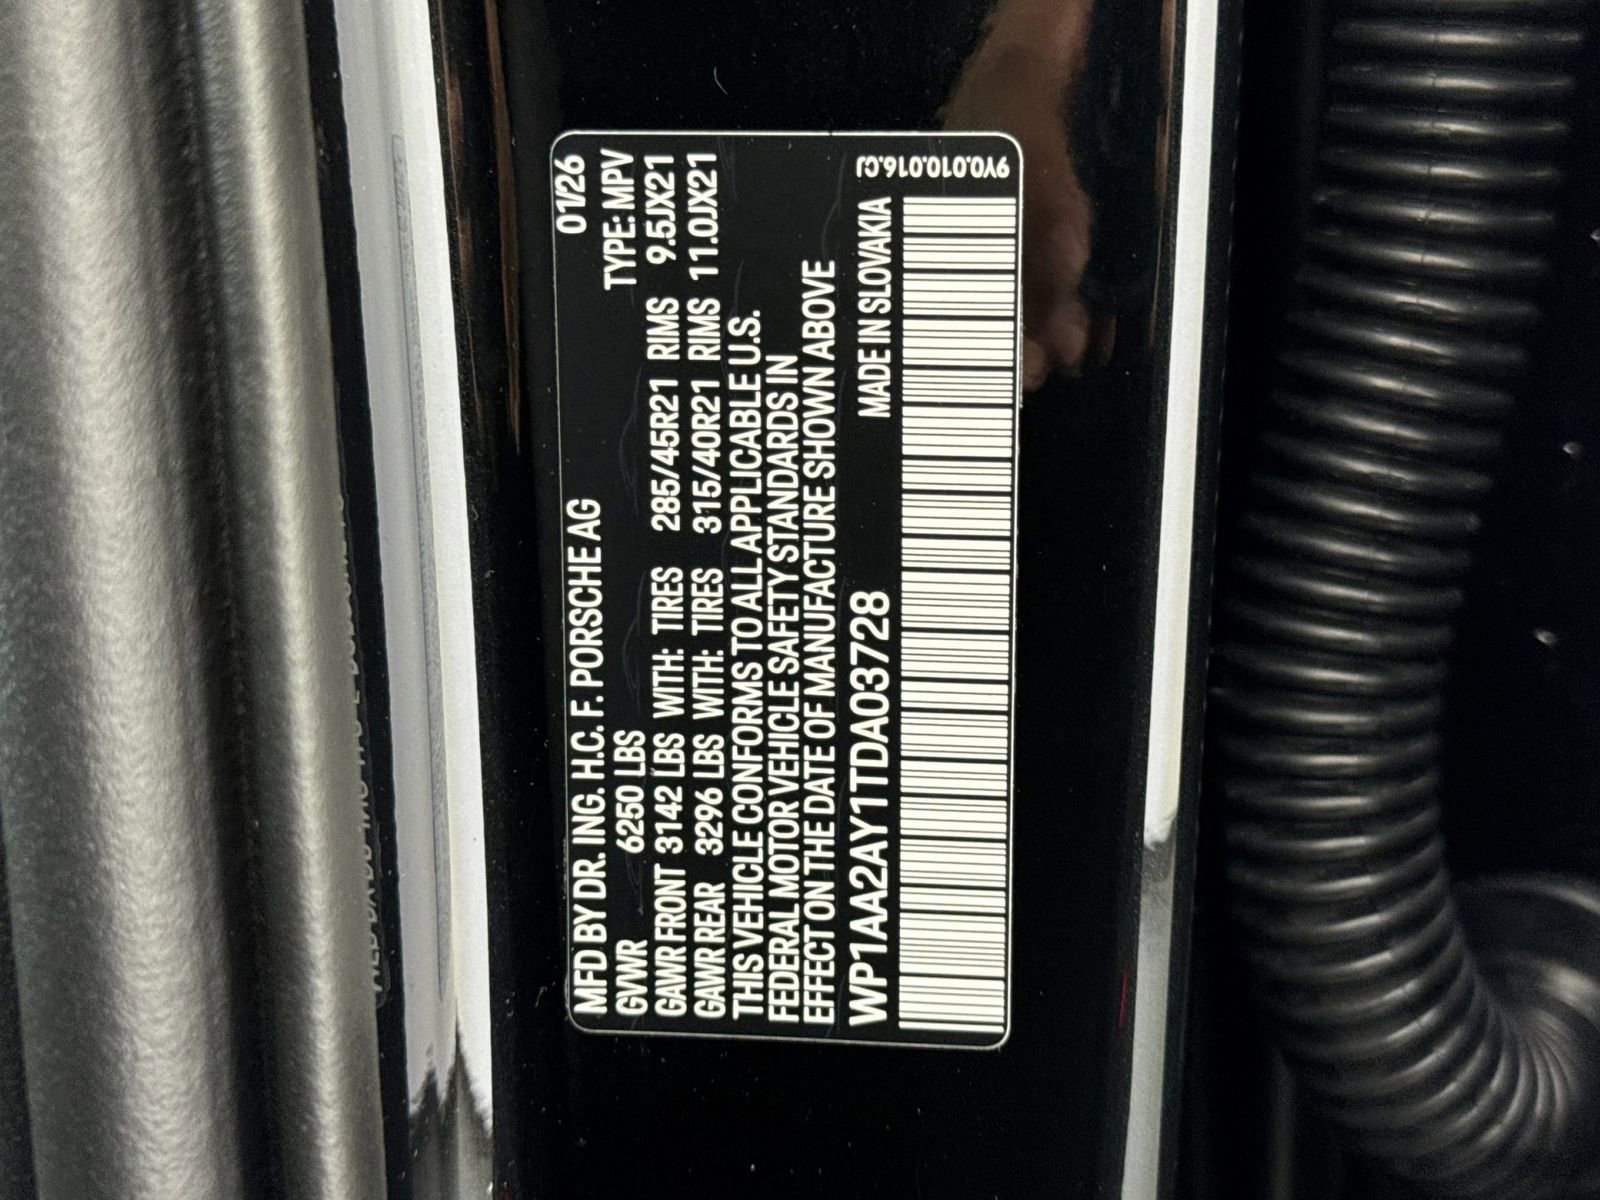 MFD BY DR. ING. H.C. F. PORSCHE AG 01/26
GVWR 6250 LBS TYPE: MPV
GAWR FRONT 3142 LBS WITH: TIRES 285/45R21 RIMS 9.5JX21
GAWR REAR 3296 LBS WITH: TIRES 315/40R21 RIMS 11.0JX21
THIS VEHICLE CONFORMS TO ALL APPLICABLE U.S.
FEDERAL MOTOR VEHICLE SAFETY STANDARDS IN
EFFECT ON THE DATE OF MANUFACTURE SHOWN ABOVE
WP1AA2AY1TDA03728 MADE IN SLOVAKIA
9Y0.010.016.CJ